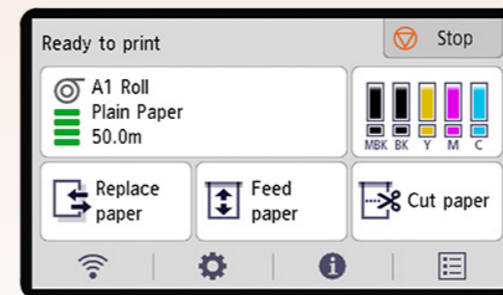 Ready to print
Stop
A1 Roll
Plain Paper
50.0m
MBK BK Y M C
Replace
paper
Feed
paper
Cut paper